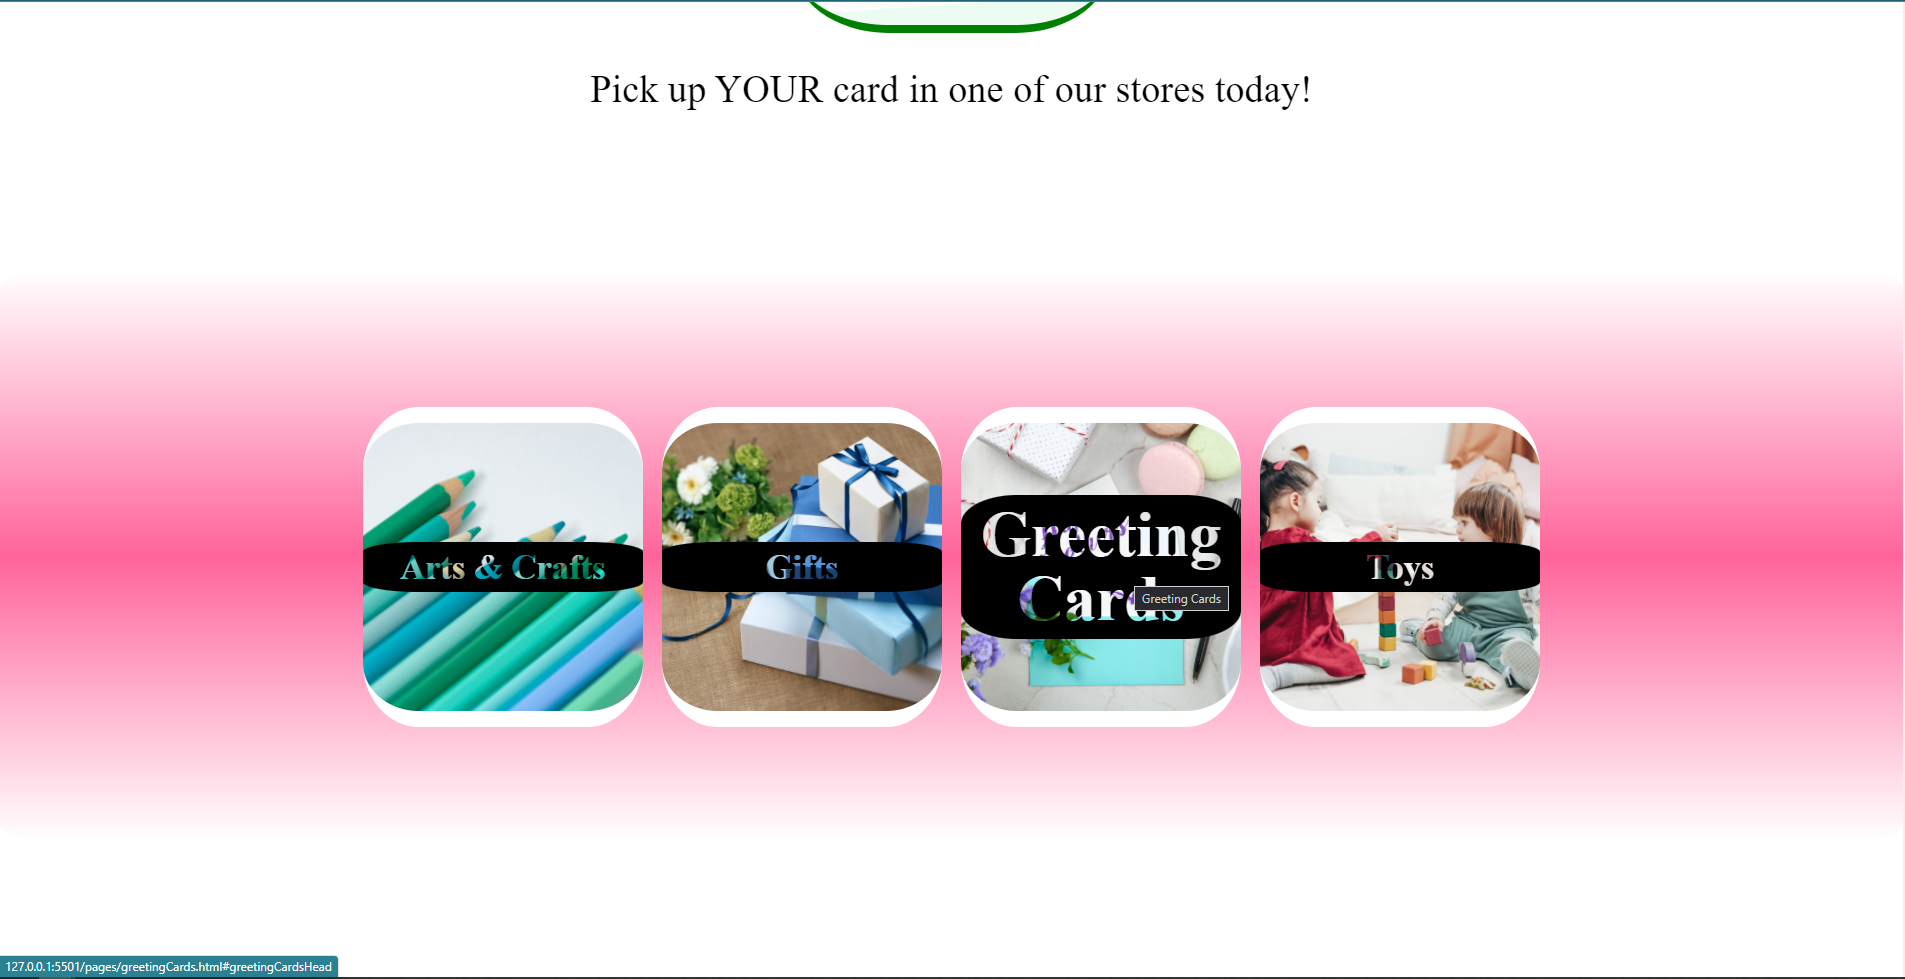 Pick up YOUR card in one of our stores today!
Arts & Crafts
Gifts
Greeting
Cards
Greeting Cards
Toys
127.0.0.1:5501/pages/greetingCards.html#greetingCardsHead